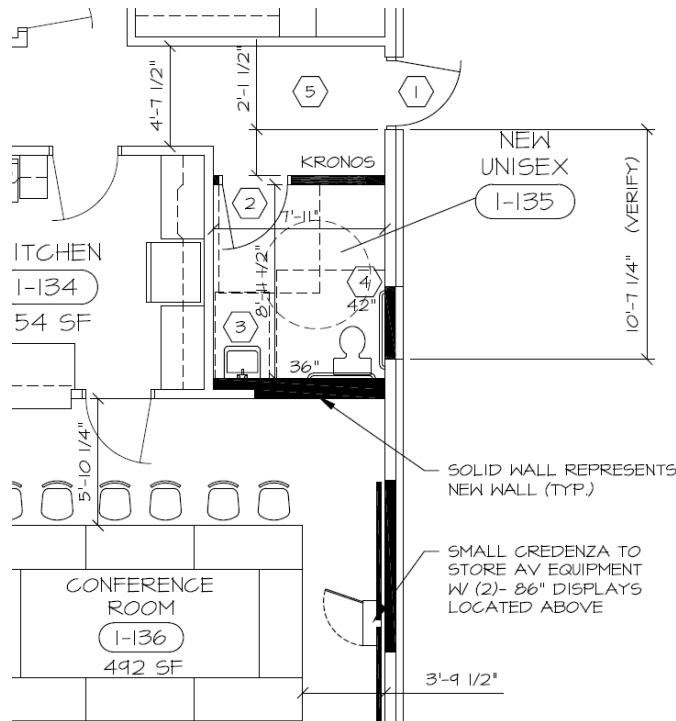 4'-7 1/2"
2'-1 1/2"
5
1
KRONOS
NEW
UNISEX
1-135
2
7'-11"
8'-11 1/2"
4
42"
3
36"
10'-7 1/4" (VERIFY)
ITCHEN
1-134
54 SF
5'-10 1/4"
SOLID WALL REPRESENTS
NEW WALL (TYP.)
SMALL CREDENZA TO
STORE AV EQUIPMENT
W/ (2)- 86" DISPLAYS
LOCATED ABOVE
CONFERENCE
ROOM
1-136
492 SF
3'-9 1/2"